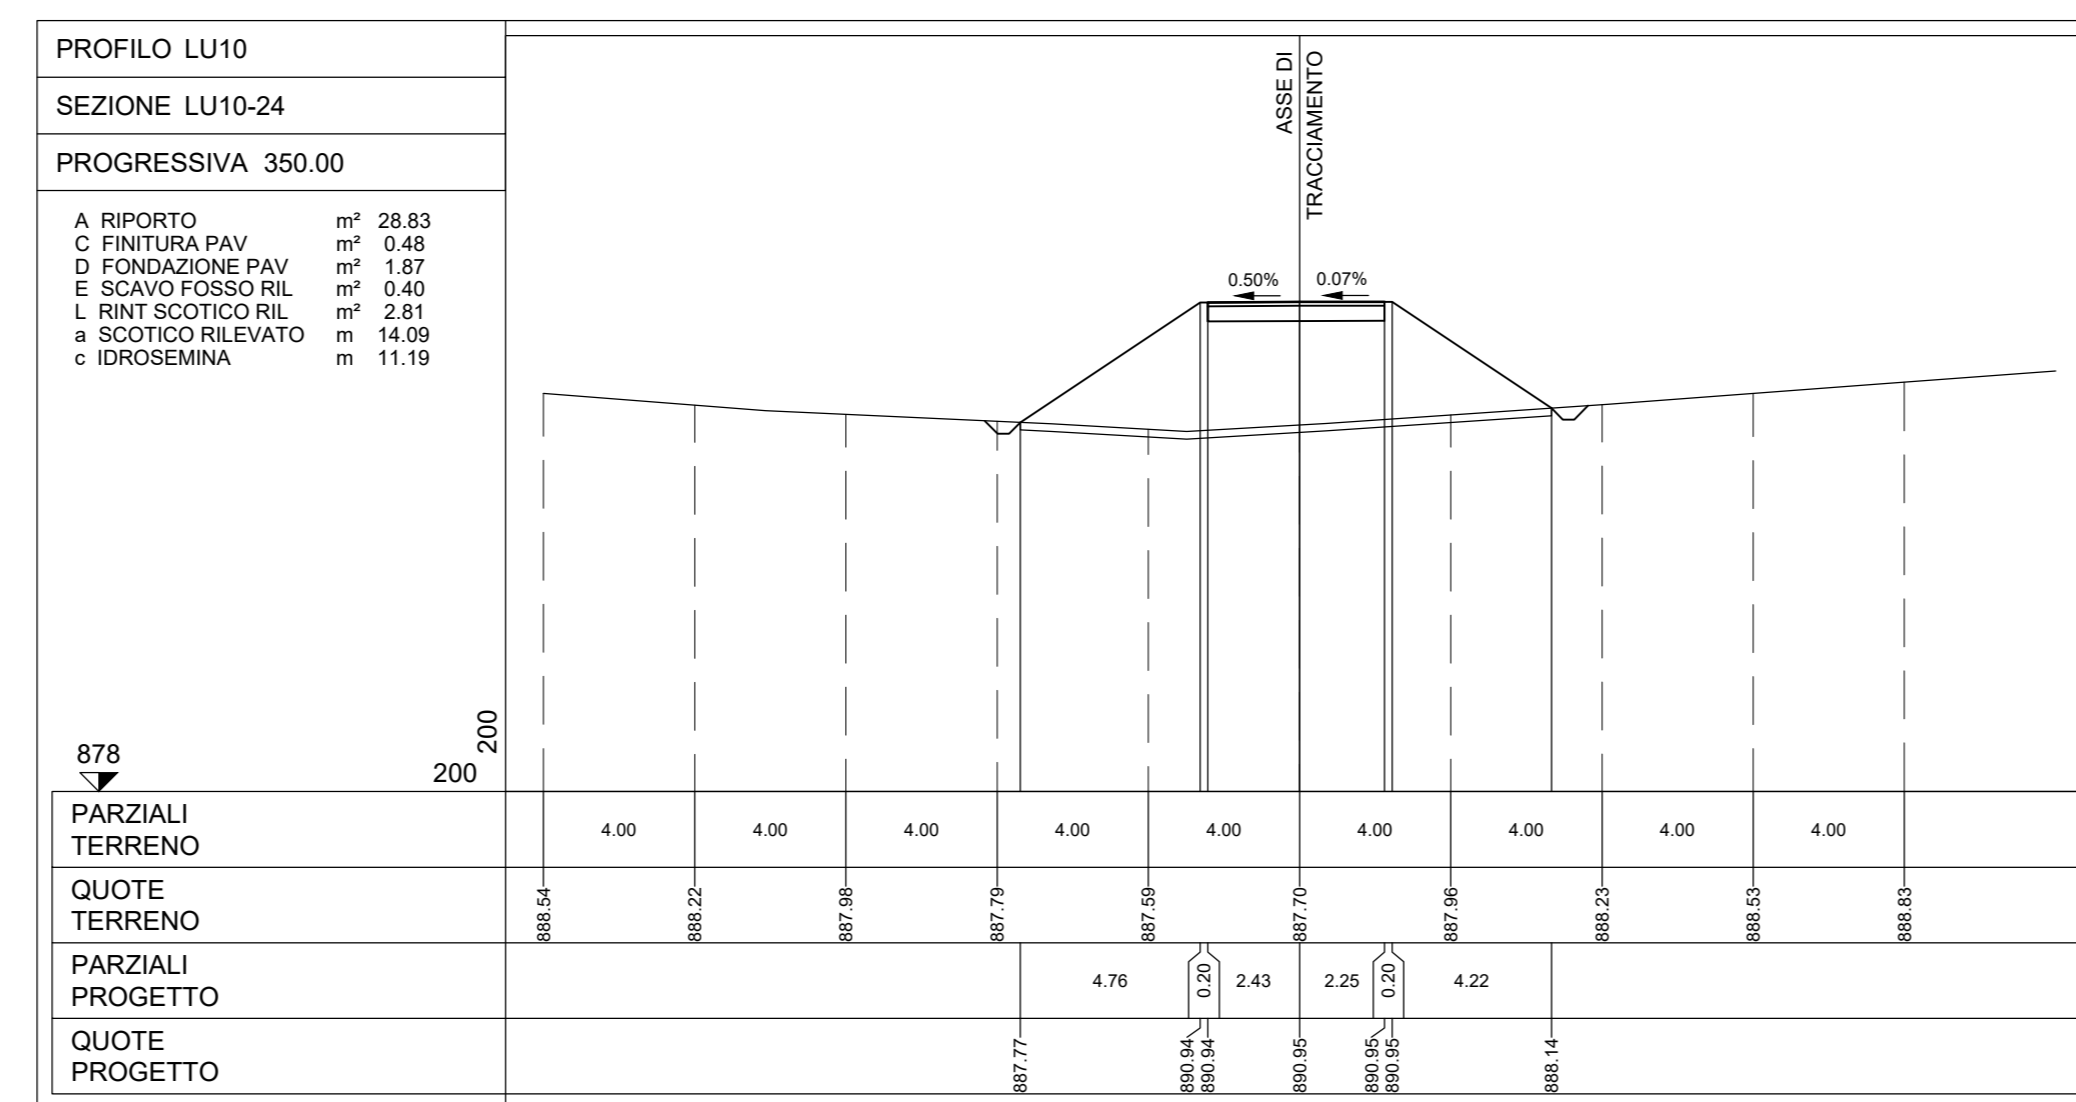 PROFILO LU10
SEZIONE LU10-24
PROGRESSIVA 350.00
A RIPORTO m² 28.83
C FINITURA PAV m² 0.48
D FONDAZIONE PAV m² 1.87
E SCAVO FOSSO RIL m² 0.40
L RINT SCOTICO RIL m² 2.81
a SCOTICO RILEVATO m 14.09
c IDROSEMINA m 11.19
ASSE DI
TRACCIAMENTO
0.50% 0.07%
878
200
200
PARZIALI
TERRENO
4.00 4.00 4.00 4.00 4.00 4.00 4.00 4.00 4.00
QUOTE
TERRENO
888.54 888.22 887.98 887.79 887.59 887.70 887.96 888.23 888.53 888.83
PARZIALI
PROGETTO
4.76 0.20 2.43 2.25 0.20 4.22
QUOTE
PROGETTO
887.77 890.94 890.94 890.95 890.95 890.95 888.14